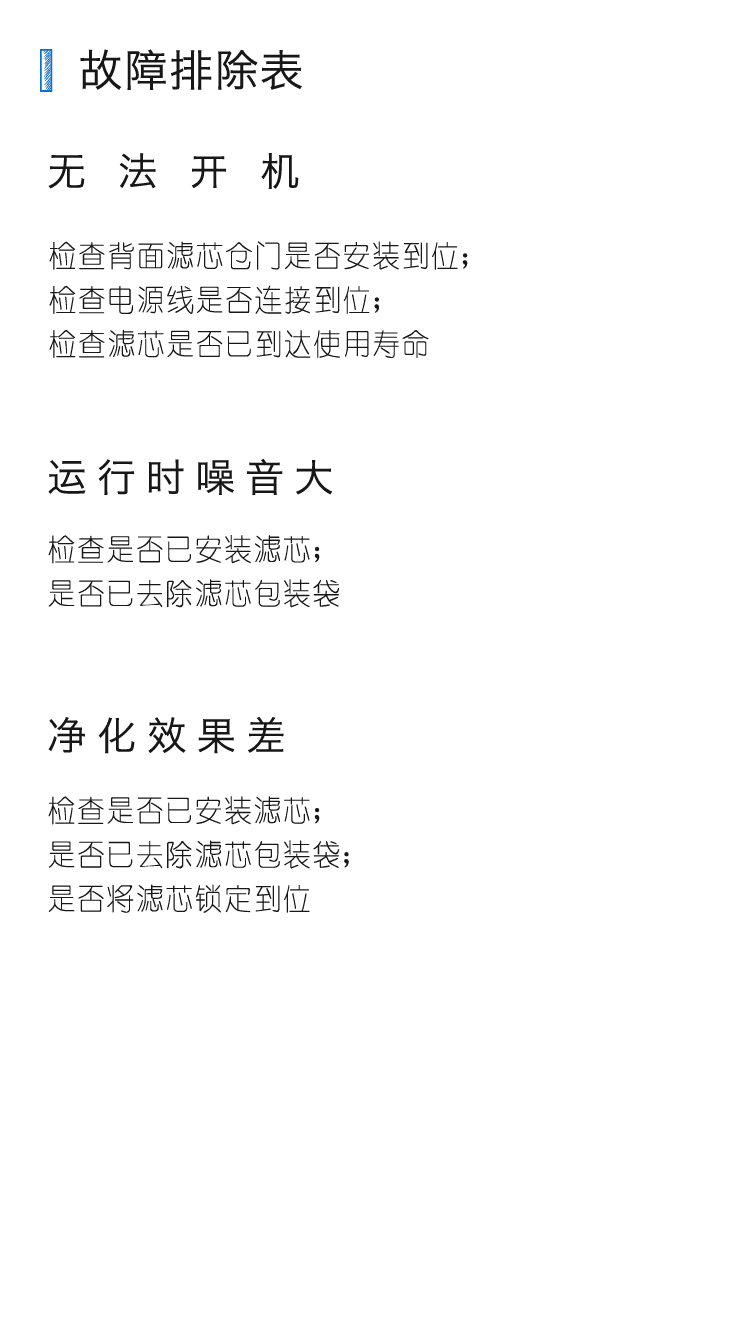 故障排除表
无法开机
检查背面滤芯仓门是否安装到位；
检查电源线是否连接到位；
检查滤芯是否已到达使用寿命
运行时噪音大
检查是否已安装滤芯；
是否已去除滤芯包装袋
净化效果差
检查是否已安装滤芯；
是否已去除滤芯包装袋；
是否将滤芯锁定到位